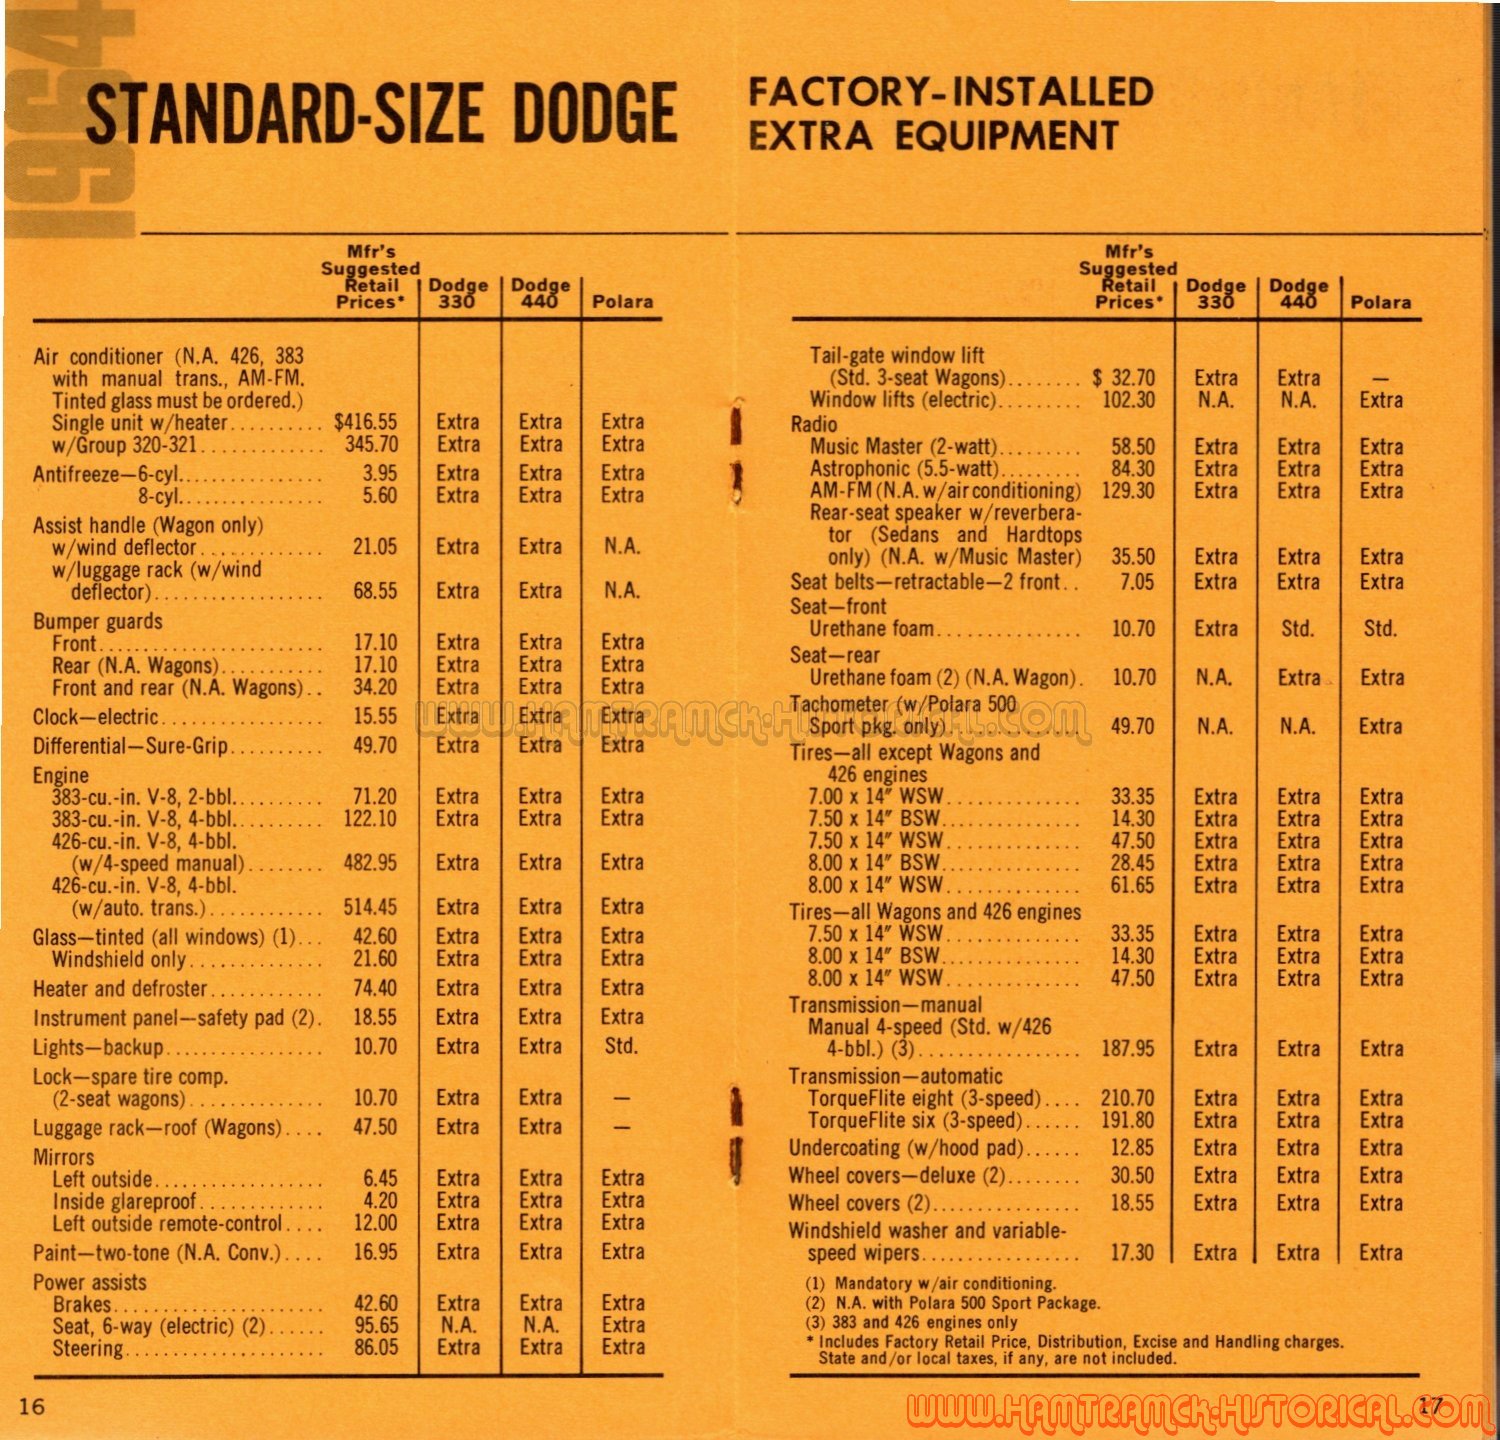 1964
STANDARD-SIZE DODGE
FACTORY-INSTALLED
EXTRA EQUIPMENT
Mfr's
Suggested
Retail Dodge Dodge
Prices* 330 440 Polara
Air conditioner (N.A. 426, 383
with manual trans., AM-FM.
Tinted glass must be ordered.)
Single unit w/heater.......... $416.55 Extra Extra Extra
w/Group 320-321............. 345.70 Extra Extra Extra
Antifreeze—6-cyl................ 3.95 Extra Extra Extra
8-cyl................ 5.60 Extra Extra Extra
Assist handle (Wagon only)
w/wind deflector............. 21.05 Extra Extra N.A.
w/luggage rack (w/wind
deflector).................. 68.55 Extra Extra N.A.
Bumper guards
Front........................ 17.10 Extra Extra Extra
Rear (N.A. Wagons)........... 17.10 Extra Extra Extra
Front and rear (N.A. Wagons).. 34.20 Extra Extra Extra
Clock—electric................. 15.55 Extra Extra Extra
Differential—Sure-Grip.......... 49.70 Extra Extra Extra
Engine
383-cu.-in. V-8, 2-bbl.......... 71.20 Extra Extra Extra
383-cu.-in. V-8, 4-bbl.......... 122.10 Extra Extra Extra
426-cu.-in. V-8, 4-bbl.
(w/4-speed manual)........ 482.95 Extra Extra Extra
426-cu.-in. V-8, 4-bbl.
(w/auto. trans.)............ 514.45 Extra Extra Extra
Glass—tinted (all windows) (1)... 42.60 Extra Extra Extra
Windshield only.............. 21.60 Extra Extra Extra
Heater and defroster............ 74.40 Extra Extra Extra
Instrument panel—safety pad (2). 18.55 Extra Extra Extra
Lights—backup................. 10.70 Extra Extra Std.
Lock—spare tire comp.
(2-seat wagons).............. 10.70 Extra Extra —
Luggage rack—roof (Wagons).... 47.50 Extra Extra —
Mirrors
Left outside.................. 6.45 Extra Extra Extra
Inside glareproof............. 4.20 Extra Extra Extra
Left outside remote-control.... 12.00 Extra Extra Extra
Paint—two-tone (N.A. Conv.).... 16.95 Extra Extra Extra
Power assists
Brakes....................... 42.60 Extra Extra Extra
Seat, 6-way (electric) (2)...... 95.65 N.A. N.A. Extra
Steering...................... 86.05 Extra Extra Extra
16
Mfr's
Suggested
Retail Dodge Dodge
Prices* 330 440 Polara
Tail-gate window lift
(Std. 3-seat Wagons)........ $ 32.70 Extra Extra —
Window lifts (electric)......... 102.30 N.A. N.A. Extra
Radio
Music Master (2-watt)......... 58.50 Extra Extra Extra
Astrophonic (5.5-watt)......... 84.30 Extra Extra Extra
AM-FM (N.A. w/air conditioning) 129.30 Extra Extra Extra
Rear-seat speaker w/reverbera-
tor (Sedans and Hardtops
only) (N.A. w/Music Master) 35.50 Extra Extra Extra
Seat belts—retractable—2 front.. 7.05 Extra Extra Extra
Seat—front
Urethane foam................ 10.70 Extra Std. Std.
Seat—rear
Urethane foam (2) (N.A. Wagon). 10.70 N.A. Extra Extra
Tachometer (w/Polara 500
Sport pkg. only).............. 49.70 N.A. N.A. Extra
Tires—all except Wagons and
426 engines
7.00 x 14″ WSW............... 33.35 Extra Extra Extra
7.50 x 14″ BSW............... 14.30 Extra Extra Extra
7.50 x 14″ WSW............... 47.50 Extra Extra Extra
8.00 x 14″ BSW............... 28.45 Extra Extra Extra
8.00 x 14″ WSW............... 61.65 Extra Extra Extra
Tires—all Wagons and 426 engines
7.50 x 14″ WSW............... 33.35 Extra Extra Extra
8.00 x 14″ BSW............... 14.30 Extra Extra Extra
8.00 x 14″ WSW............... 47.50 Extra Extra Extra
Transmission—manual
Manual 4-speed (Std. w/426
4-bbl.) (3).................. 187.95 Extra Extra Extra
Transmission—automatic
TorqueFlite eight (3-speed).... 210.70 Extra Extra Extra
TorqueFlite six (3-speed)...... 191.80 Extra Extra Extra
Undercoating (w/hood pad)...... 12.85 Extra Extra Extra
Wheel covers—deluxe (2)........ 30.50 Extra Extra Extra
Wheel covers (2)................ 18.55 Extra Extra Extra
Windshield washer and variable-
speed wipers................. 17.30 Extra Extra Extra
(1) Mandatory w/air conditioning.
(2) N.A. with Polara 500 Sport Package.
(3) 383 and 426 engines only
* Includes Factory Retail Price, Distribution, Excise and Handling charges.
State and/or local taxes, if any, are not included.
17
www.HAMTRAMCK-HISTORICAL.com
www.HAMTRAMCK-HISTORICAL.com